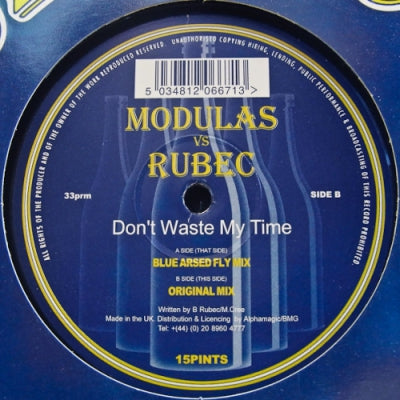 ALL RIGHTS OF THE PRODUCER AND OF THE OWNER OF THE WORK REPRODUCED RESERVED. UNAUTHORISTO COPYING HIRING, LENDING, PUBLIC PERFORMANCE & BROADCASTING OF THIS RECORD PROHIBITED.
5 034812 066713 >
MODULAS
VS
RUBEC
33prm
SIDE B
Don't Waste My Time
A SIDE (THAT SIDE)
BLUE ARSED FLY MIX
B SIDE (THIS SIDE)
ORIGINAL MIX
Written by B Rubec/M.Cree
Made in the UK. Distribution & Licencing by Alphamagic/BMG
Tel: +(44) (0) 20 8960 4777
15PINTS